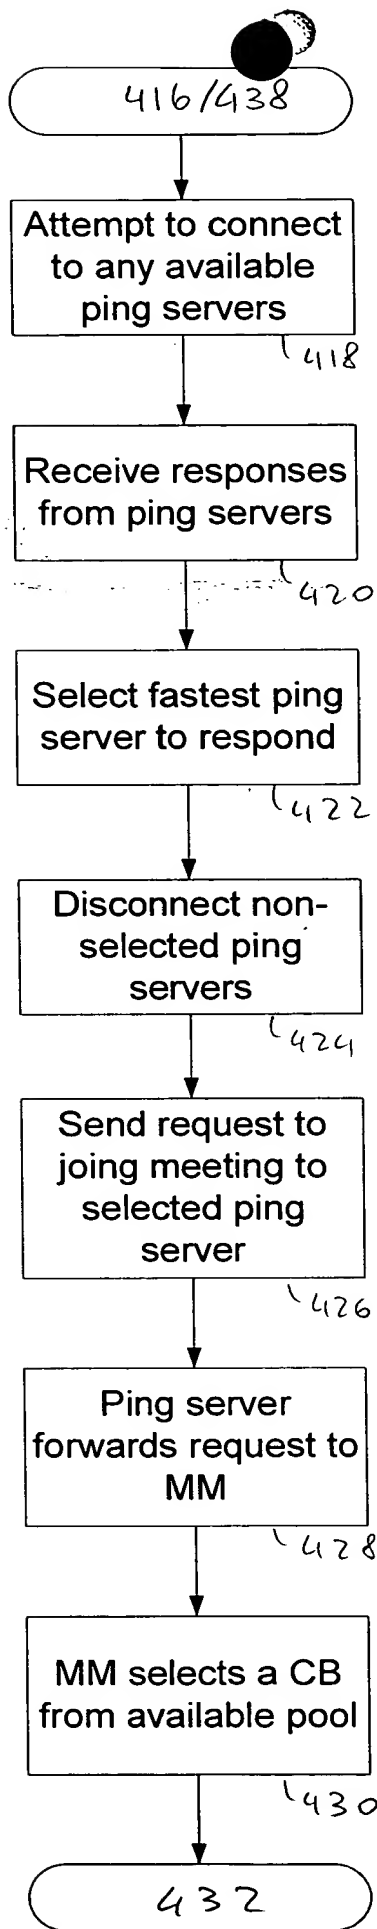 416/438
Attempt to connect
to any available
ping servers
418
Receive responses
from ping servers
420
Select fastest ping
server to respond
422
Disconnect non-
selected ping
servers
424
Send request to
joing meeting to
selected ping
server
426
Ping server
forwards request to
MM
428
MM selects a CB
from available pool
430
432